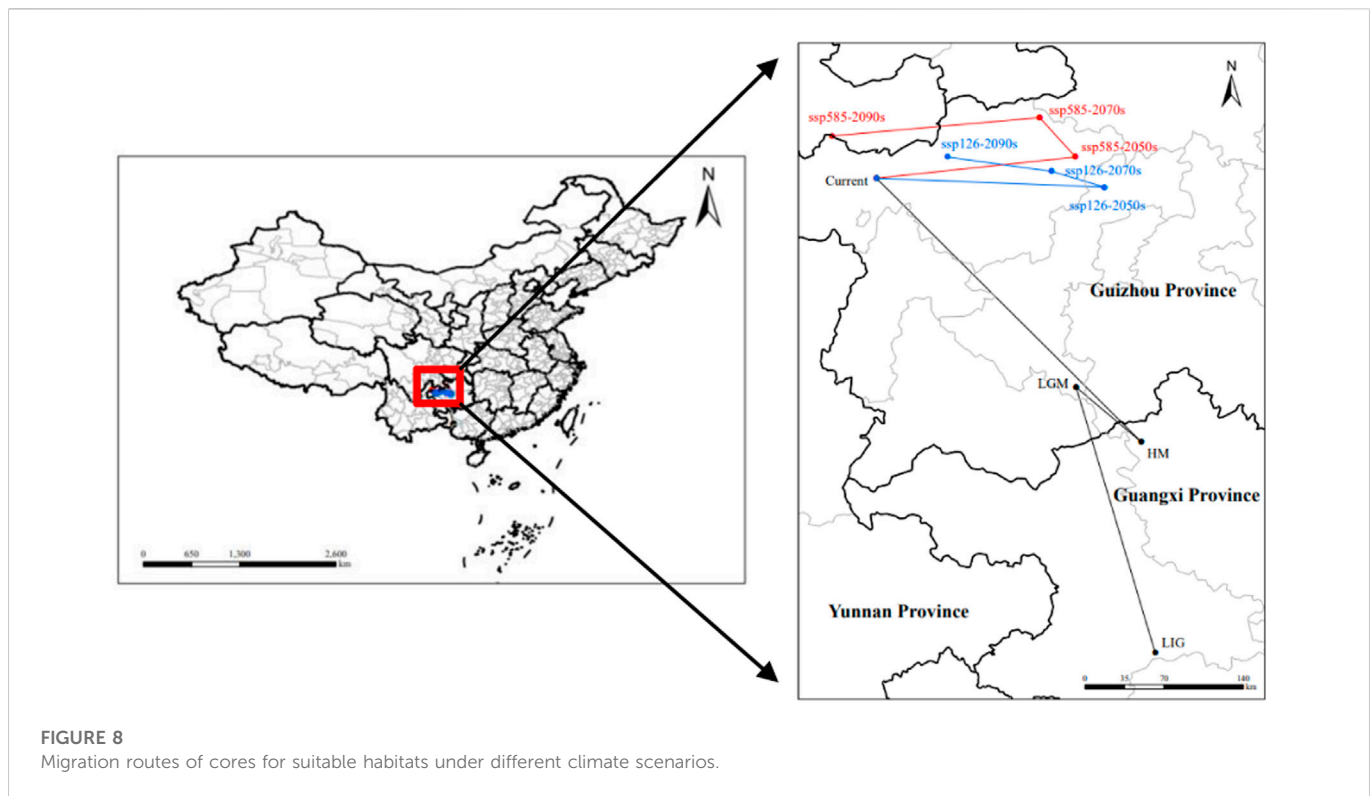 N
0 650 1,300 2,600
km
N
ssp585-2090s
ssp585-2070s
ssp126-2090s
ssp585-2050s
ssp126-2070s
Current
ssp126-2050s
Guizhou Province
LGM
HM
Guangxi Province
Yunnan Province
LIG
0 35 70 140
km
FIGURE 8
Migration routes of cores for suitable habitats under different climate scenarios.